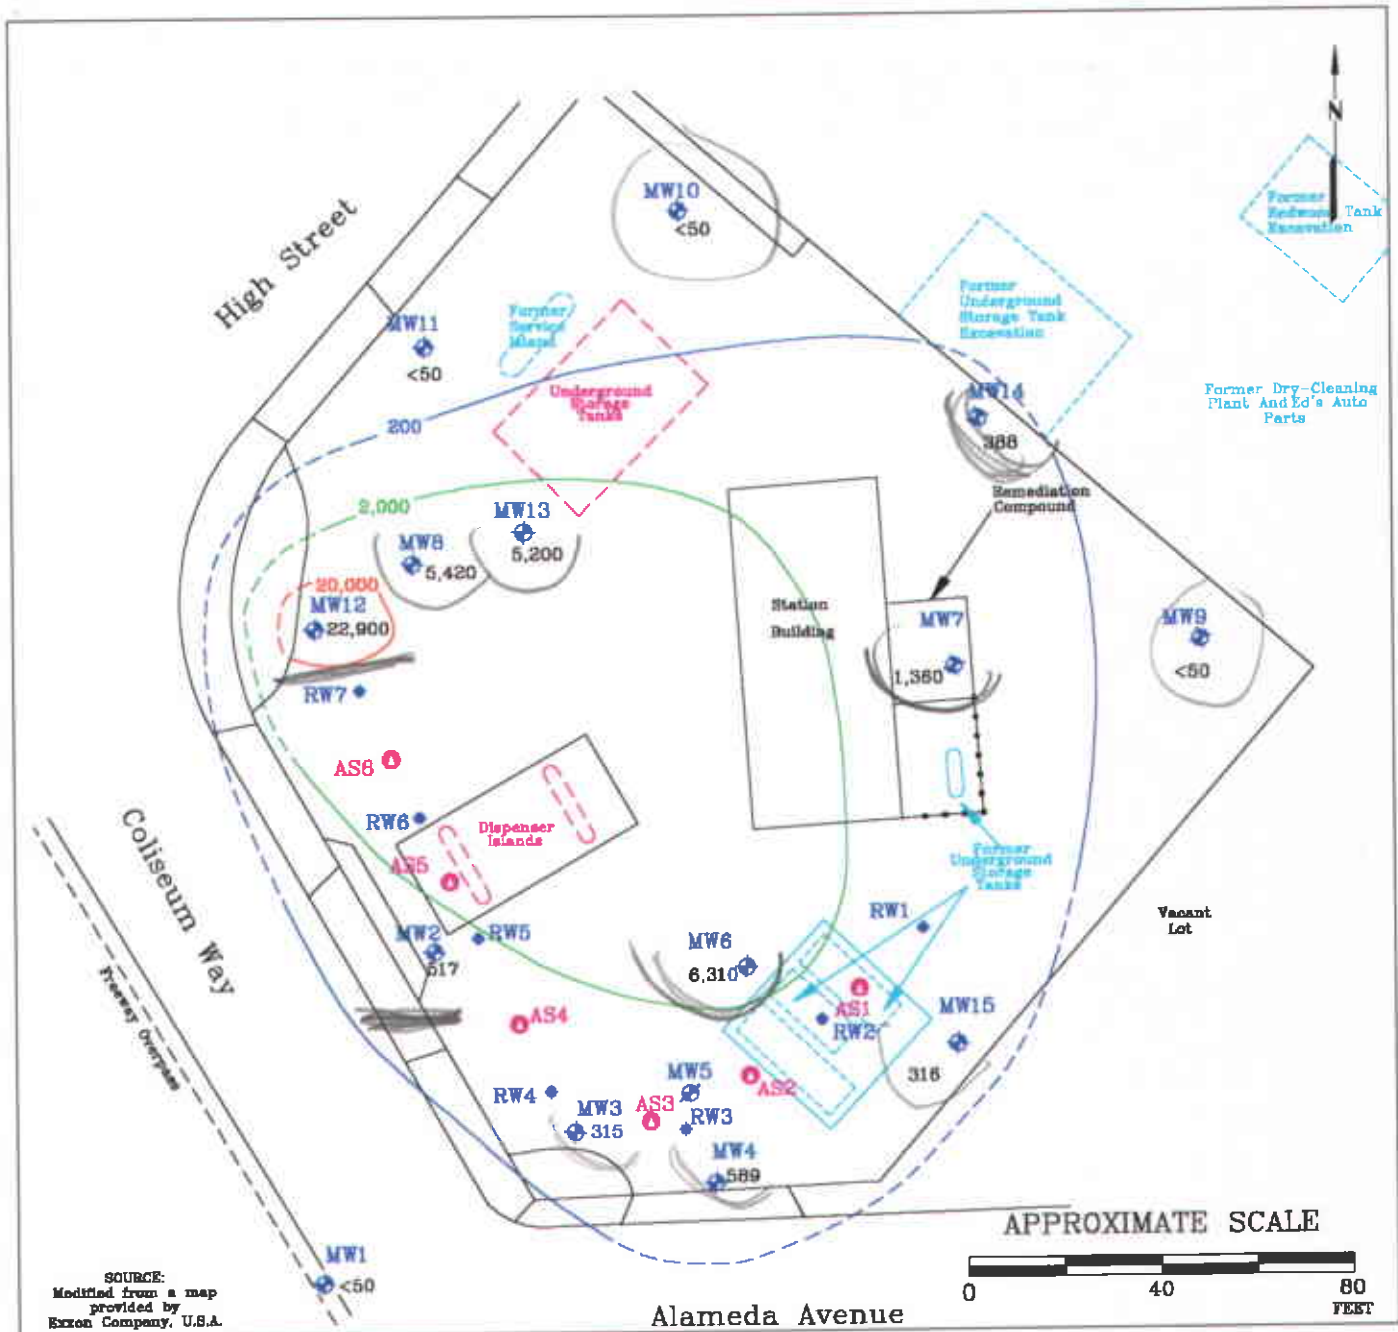 N
MW10
<50
Former
Redwood Tank
Excavation
High Street
Former
Underground
Storage Tank
Excavation
Former
Service
Island
MW11
<50
Underground
Storage
Tanks
Former Dry-Cleaning
Plant And Ed's Auto
Parts
MW14
388
200
Remediation
Compound
2,000
MW13
5,200
MW8
5,420
20,000
MW12
22,900
Station
Building
MW7
1,360
MW9
<50
RW7
AS6
RW6
Dispenser
Islands
AS5
Coliseum Way
Freeway Overpass
Former
Underground
Storage
Tanks
RW1
Vacant
Lot
MW2
517
RW5
MW6
6,310
AS1
RW2
MW15
316
AS4
AS2
MW5
RW4
MW3
315
AS3
RW3
MW4
589
APPROXIMATE SCALE
0 40 80
FEET
MW1
<50
SOURCE:
Modified from a map
provided by
Exxon Company, U.S.A.
Alameda Avenue